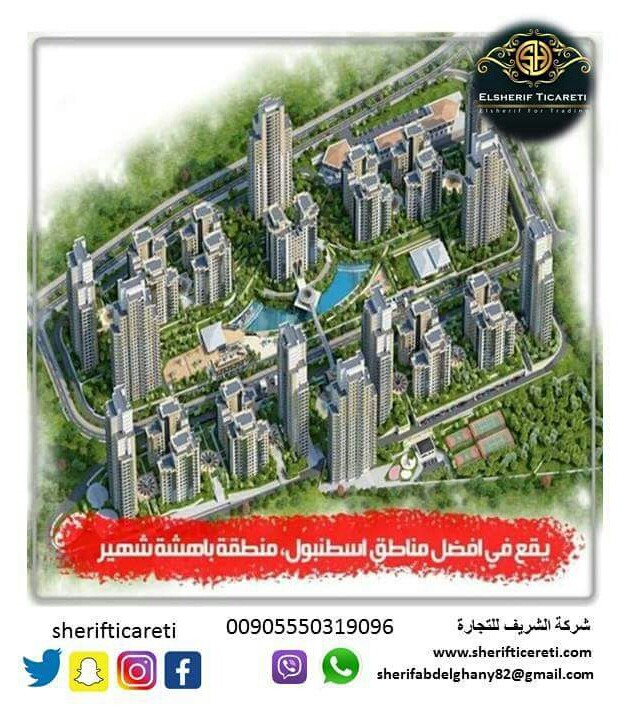 SH
ELSHERIF TICARETI
Elsherif For Trading
يقع في افضل مناطق اسطنبول، منطقة باهشة شهير
sherifticareti
00905550319096
شركة الشريف للتجارة
www.sherifticereti.com
sherifabdelghany82@gmail.com